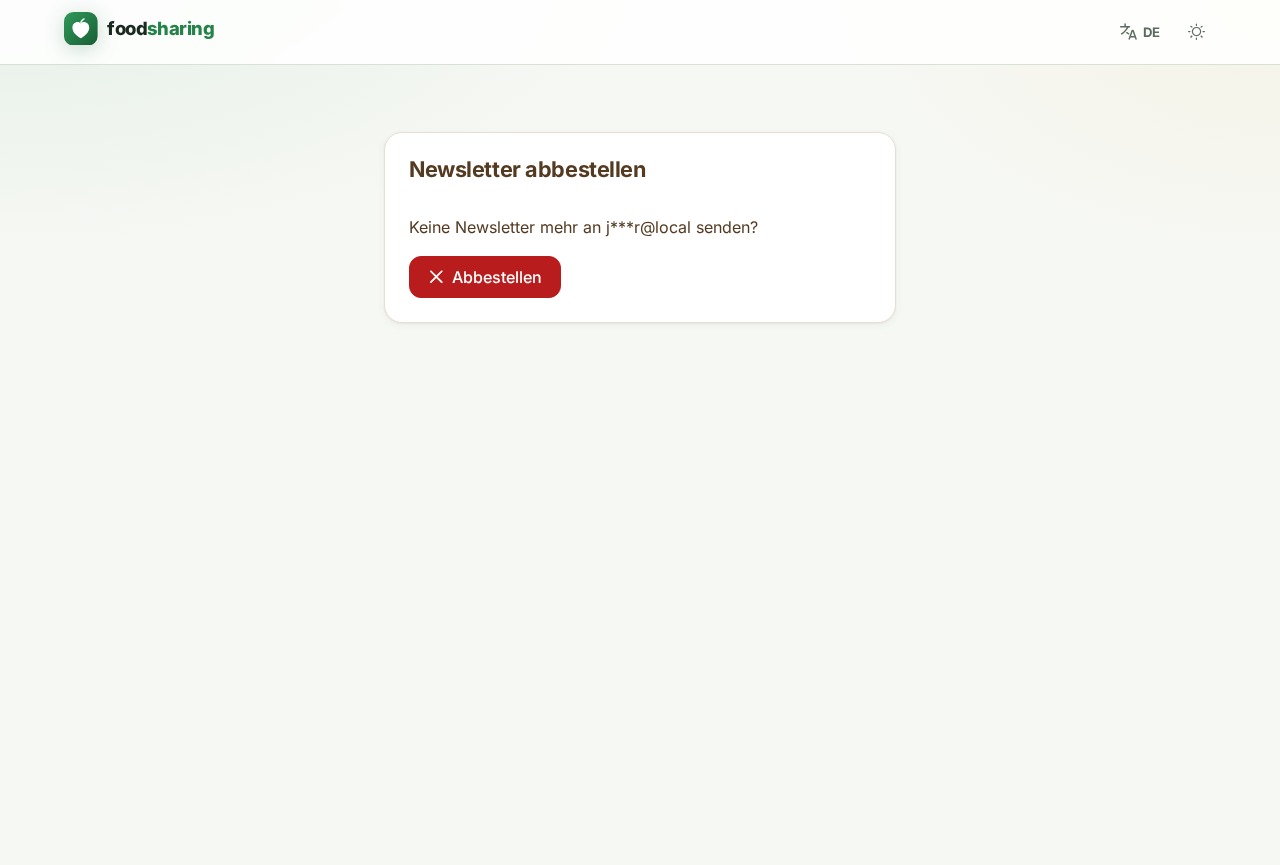 foodsharing
DE
Newsletter abbestellen
Keine Newsletter mehr an j***r@local senden?
Abbestellen